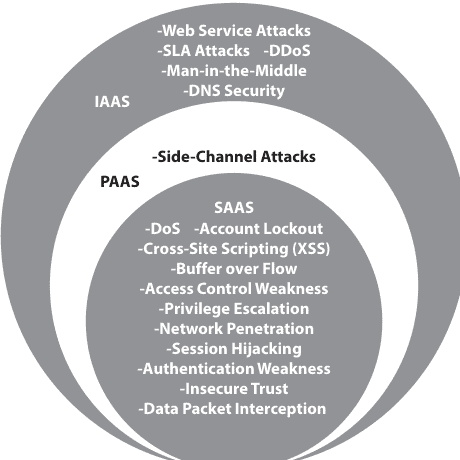 -Web Service Attacks
-SLA Attacks -DDoS
-Man-in-the-Middle
-DNS Security
IAAS
-Side-Channel Attacks
PAAS
SAAS
-DoS -Account Lockout
-Cross-Site Scripting (XSS)
-Buffer over Flow
-Access Control Weakness
-Privilege Escalation
-Network Penetration
-Session Hijacking
-Authentication Weakness
-Insecure Trust
-Data Packet Interception